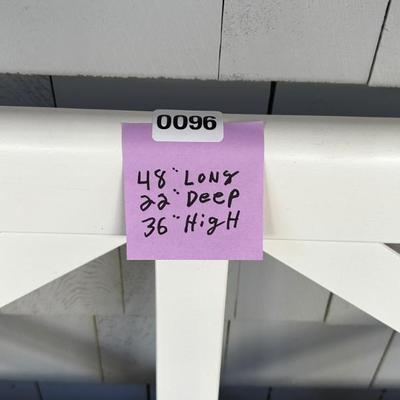 0096
48" Long
22" Deep
36" High